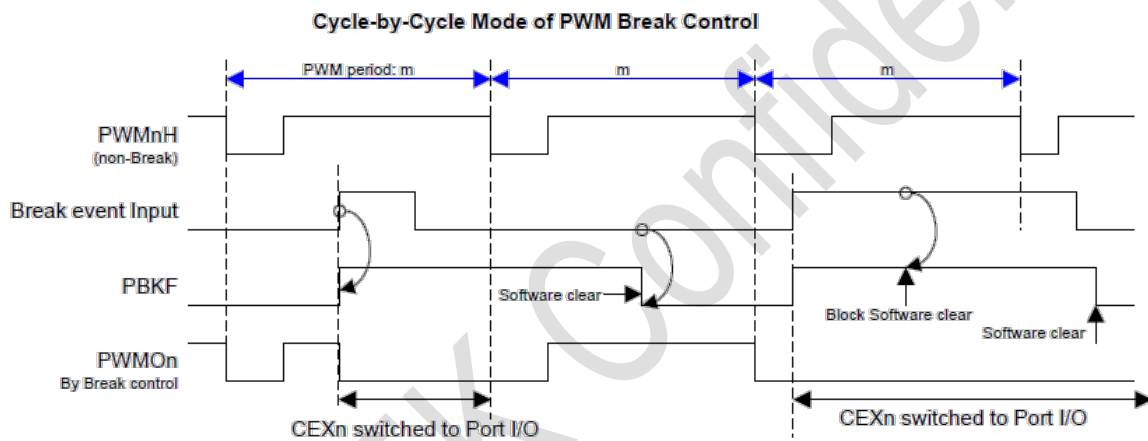 Cycle-by-Cycle Mode of PWM Break Control
PWM period: m
m
m
PWMnH
(non-Break)
Break event Input
PBKF
Software clear
Block Software clear
Software clear
PWMOn
By Break control
CEXn switched to Port I/O
CEXn switched to Port I/O
K Confiden